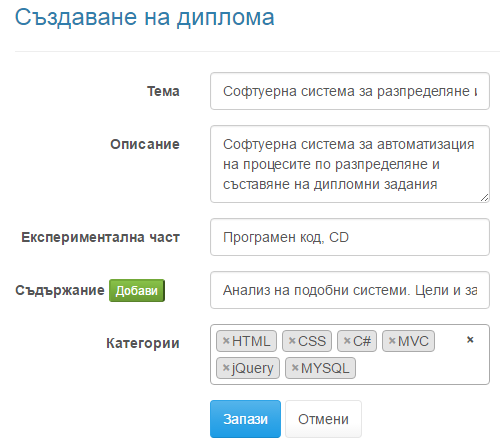 Създаване на диплома
Тема
Софтуерна система за разпределяне и
Описание
Софтуерна система за автоматизация
на процесите по разпределяне и
съставяне на дипломни задания
Експериментална част
Програмен код, CD
Съдържание Добави
Анализ на подобни системи. Цели и за
Категории
×HTML ×CSS ×C# ×MVC ×
×jQuery ×MYSQL
Запази Отмени